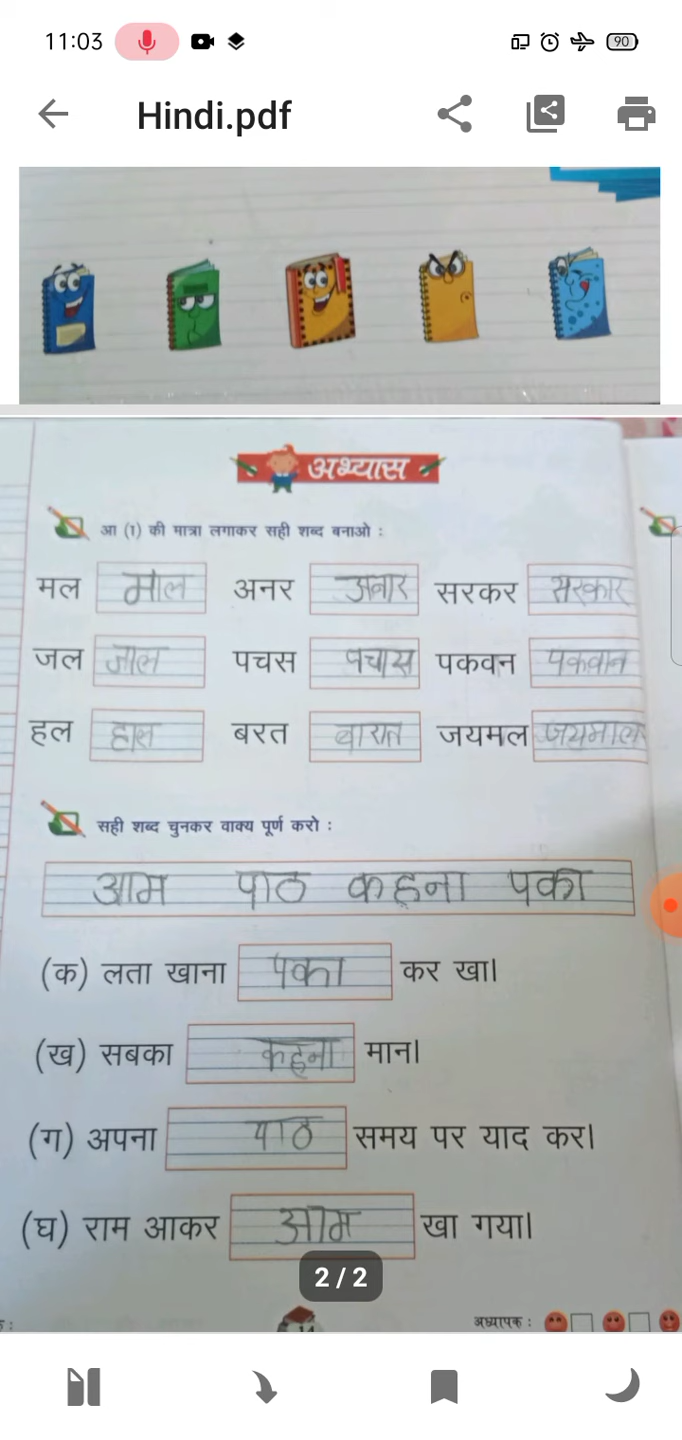 11:03 90
Hindi.pdf
अभ्यास
आ (ा) की मात्रा लगाकर सही शब्द बनाओ :
मल माल अनर अनार सरकर सरकार
जल जाल पचस पचास पकवन पकवान
हल हाल बरत बारात जयमल जयमाल
सही शब्द चुनकर वाक्य पूर्ण करो :
आम पाठ कहना पका
(क) लता खाना पका कर खा।
(ख) सबका कहना मान।
(ग) अपना पाठ समय पर याद कर।
(घ) राम आकर आम खा गया।
2 / 2
अध्यापक :